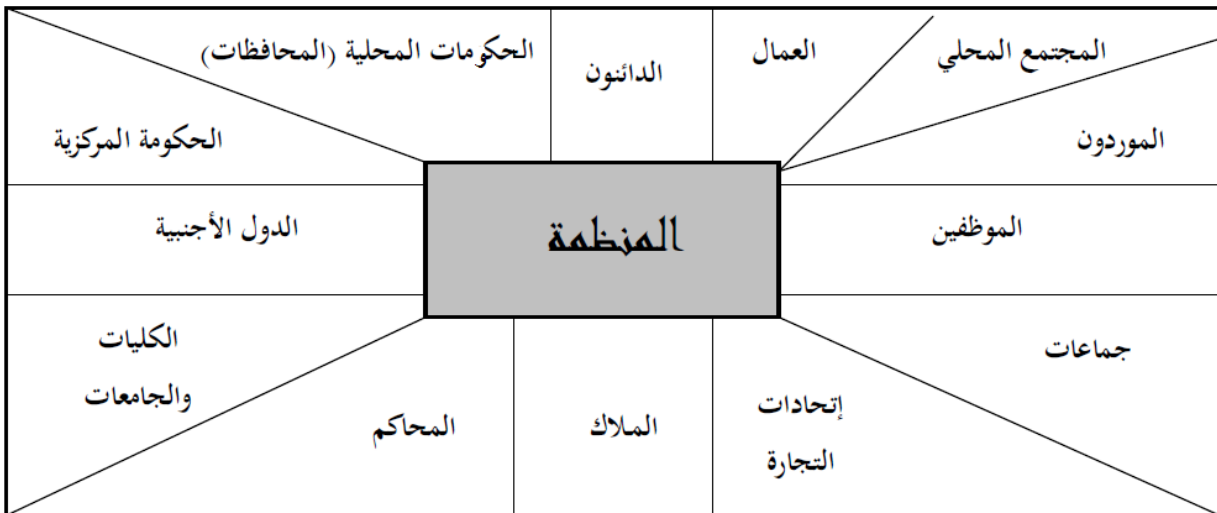 المجتمع المحلي
العمال
الدائنون
الحكومات المحلية (المحافظات)
الموردون
الحكومة المركزية
الموظفين
المنظمة
الدول الأجنبية
جماعات
إتحادات
التجارة
الملاك
المحاكم
الكليات
والجامعات